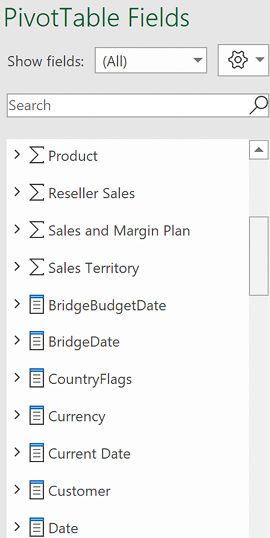 PivotTable Fields
Show fields: (All)
Search
Product
Reseller Sales
Sales and Margin Plan
Sales Territory
BridgeBudgetDate
BridgeDate
CountryFlags
Currency
Current Date
Customer
Date